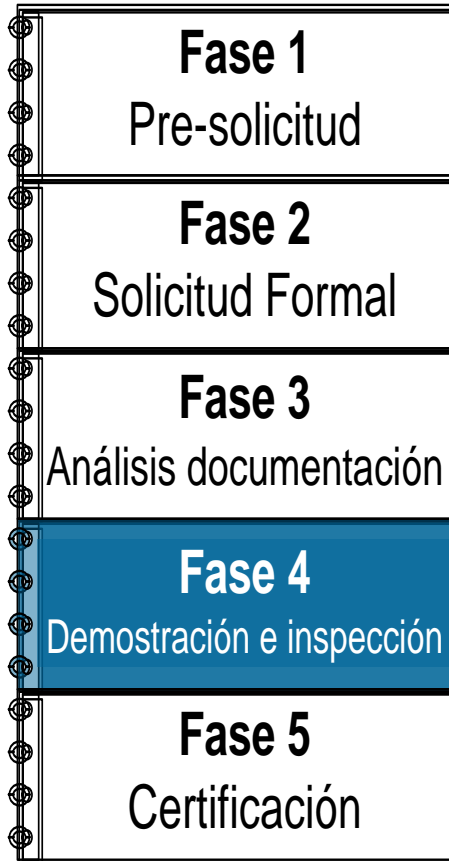 Fase 1
Pre-solicitud
Fase 2
Solicitud Formal
Fase 3
Análisis documentación
Fase 4
Demostración e inspección
Fase 5
Certificación